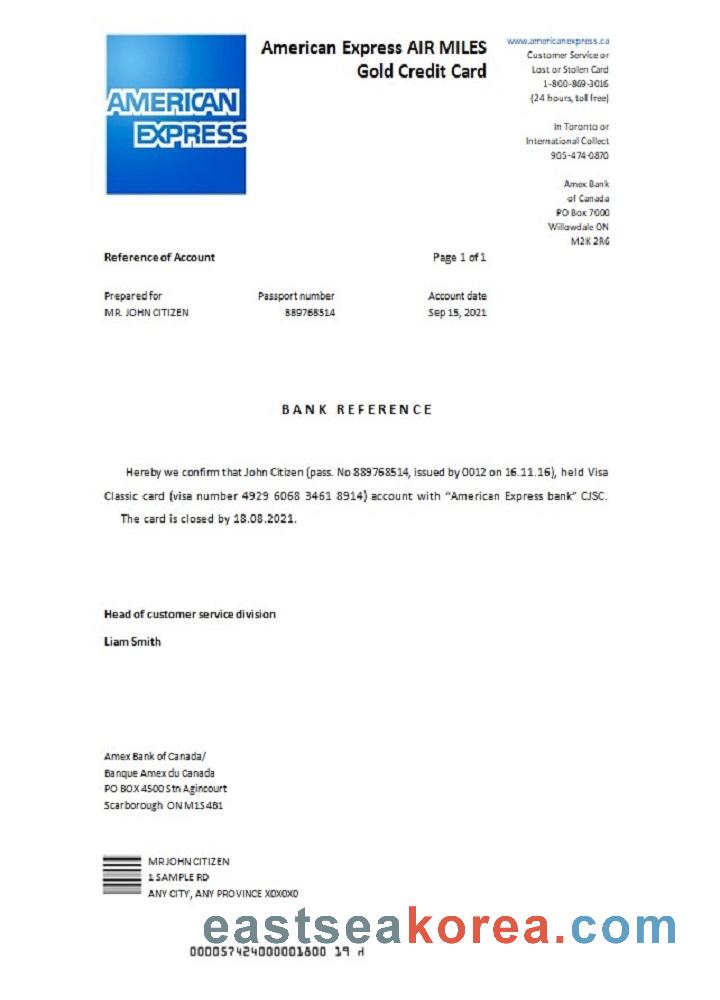 AMERICAN
EXPRESS
American Express AIR MILES
Gold Credit Card
www.americanexpress.ca
Customer Service or
Lost or Stolen Card
1-800-869-3016
(24 hours, toll free)
In Toronto or
International Collect
905-474-0870
Amex Bank
of Canada
PO Box 7000
Willowdale ON
M2K 2R6
Reference of Account Page 1 of 1
Prepared for Passport number Account date
MR. JOHN CITIZEN 889768514 Sep 15, 2021
BANK REFERENCE
Hereby we confirm that John Citizen (pass. No 889768514, issued by 0012 on 16.11.16), held Visa
Classic card (visa number 4929 6068 3461 8914) account with “American Express bank” CJSC.
The card is closed by 18.08.2021.
Head of customer service division
Liam Smith
Amex Bank of Canada/
Banque Amex du Canada
PO BOX 4500 Stn Agincourt
Scarborough ON M1S4B1
MR JOHN CITIZEN
1 SAMPLE RD
ANY CITY, ANY PROVINCE X0X0X0
eastseakorea.com
0000574240000001800 19 H